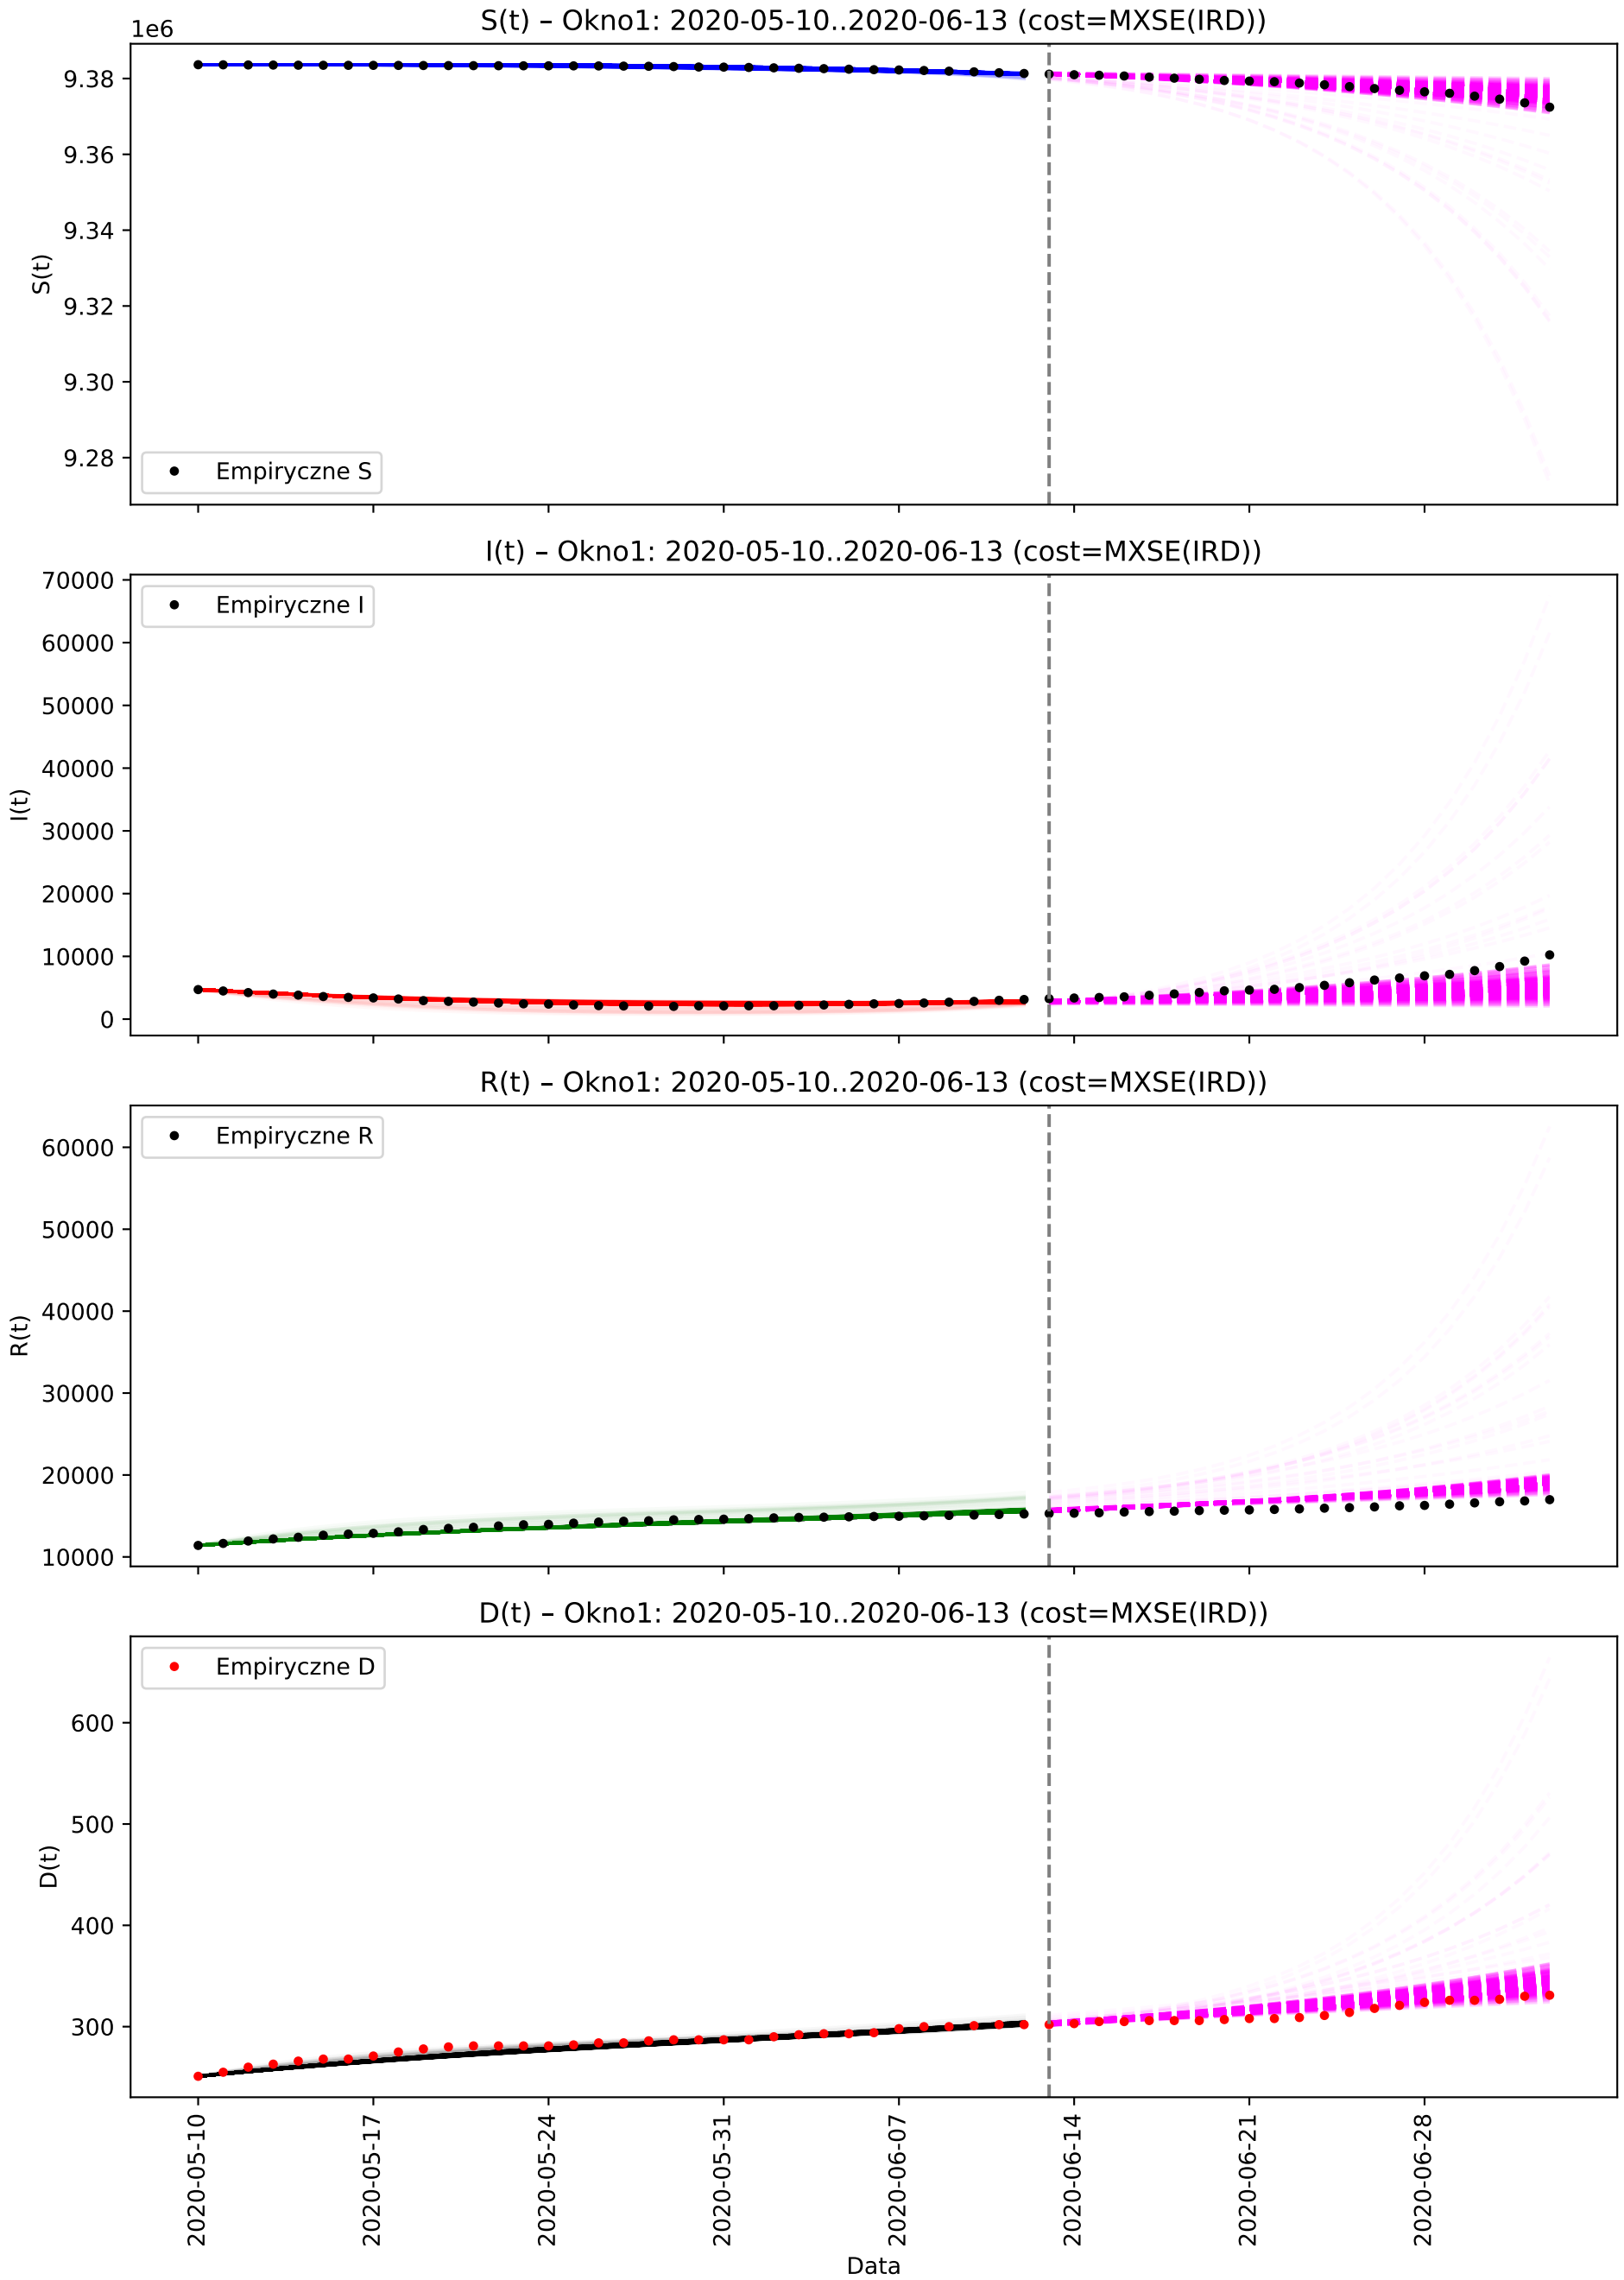 S(t) – Okno1: 2020-05-10..2020-06-13 (cost=MXSE(IRD))
1e6
9.38
9.36
9.34
9.32
9.30
9.28
S(t)
Empiryczne S
I(t) – Okno1: 2020-05-10..2020-06-13 (cost=MXSE(IRD))
70000
60000
50000
40000
30000
20000
10000
0
I(t)
Empiryczne I
R(t) – Okno1: 2020-05-10..2020-06-13 (cost=MXSE(IRD))
60000
50000
40000
30000
20000
10000
R(t)
Empiryczne R
D(t) – Okno1: 2020-05-10..2020-06-13 (cost=MXSE(IRD))
600
500
400
300
D(t)
Empiryczne D
2020-05-10
2020-05-17
2020-05-24
2020-05-31
2020-06-07
2020-06-14
2020-06-21
2020-06-28
Data